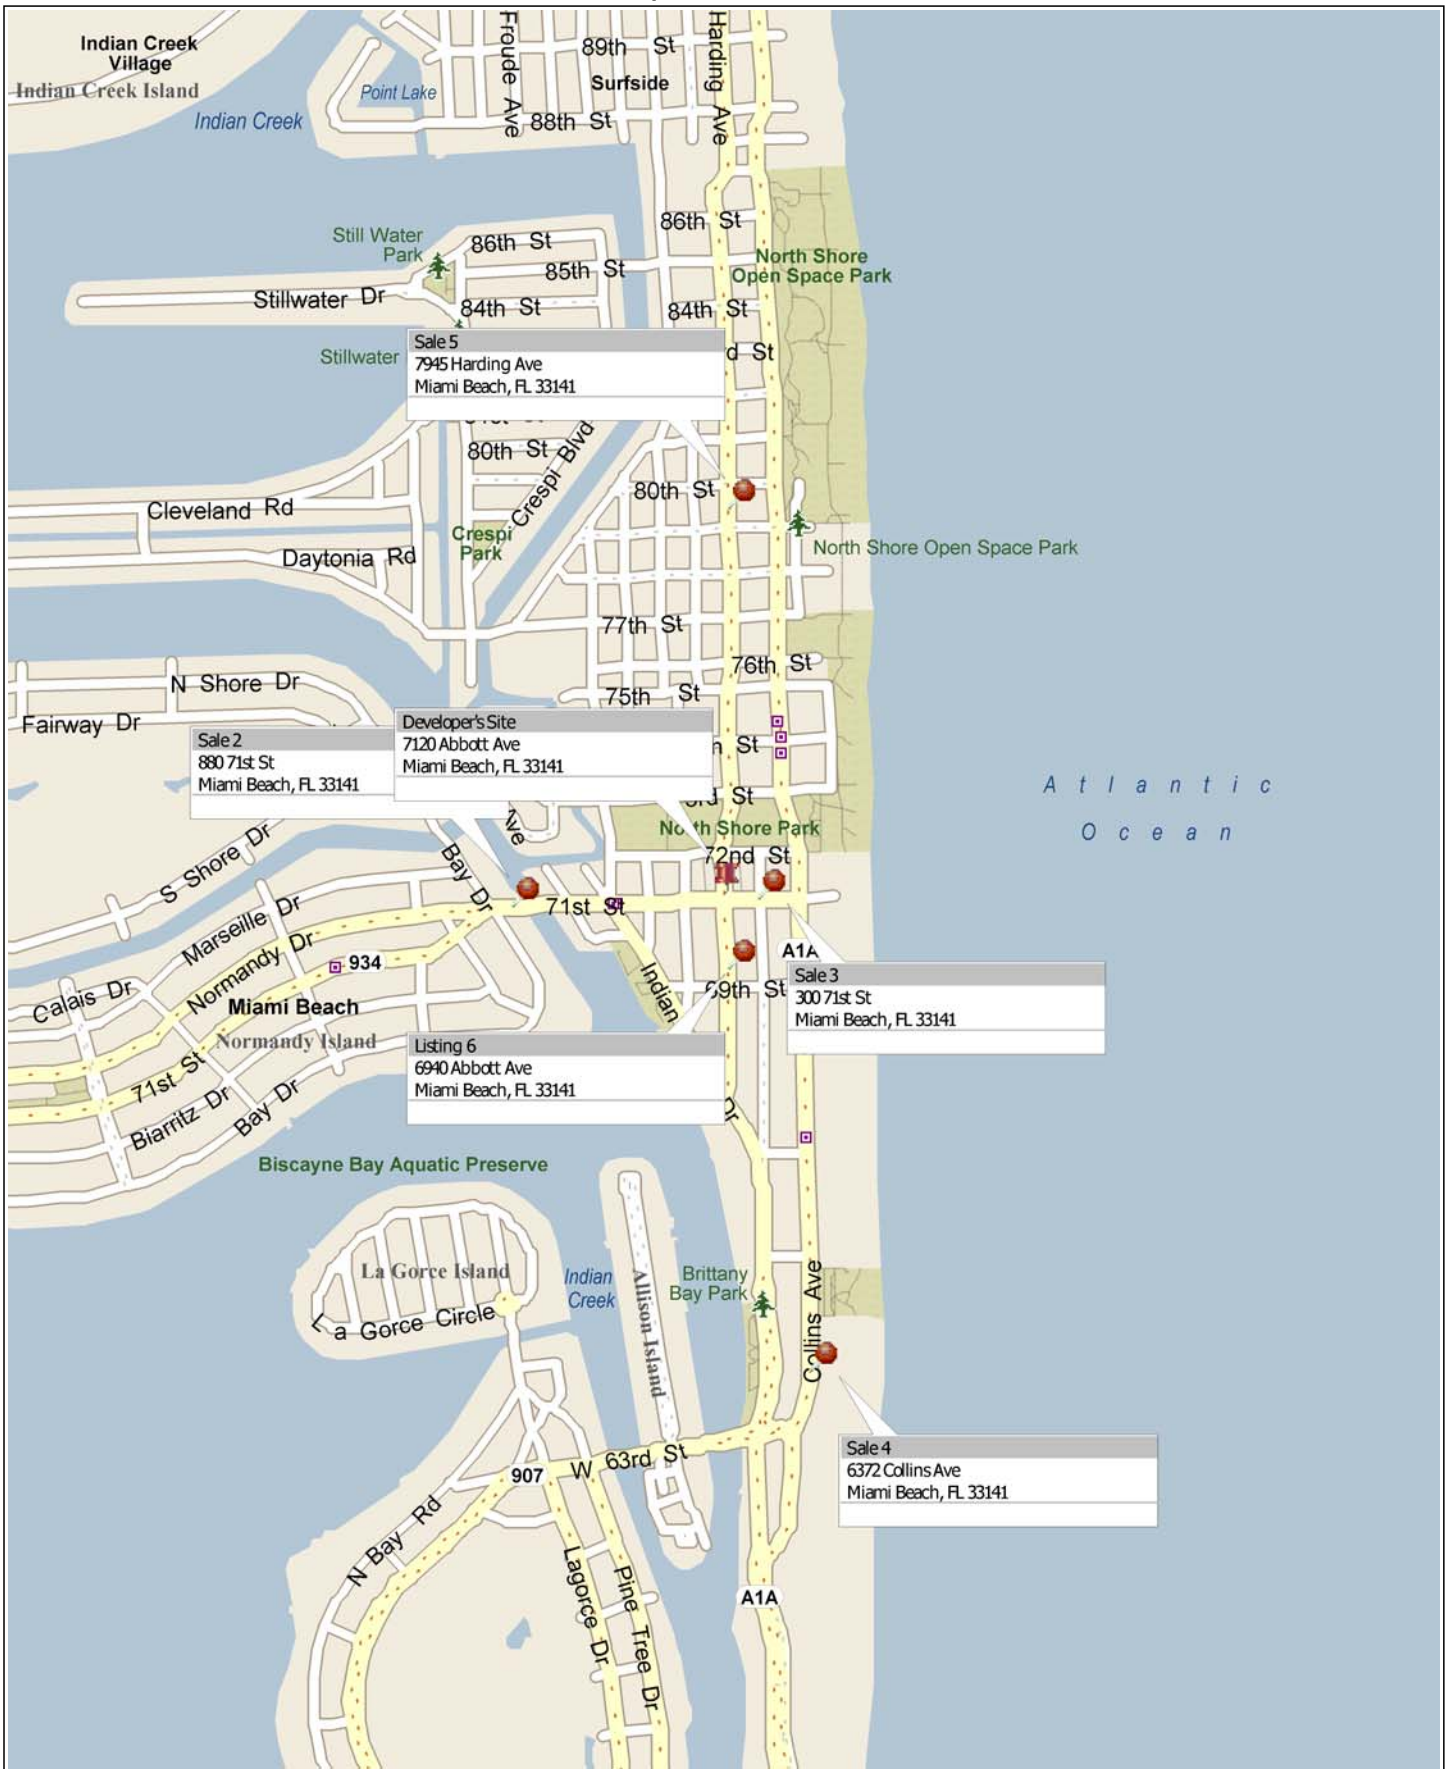 Indian Creek
Village
Indian Creek Island
Indian Creek
Point Lake
Froude Ave
89th St
Surfside
88th St
Harding Ave
86th St
Still Water
Park
86th St
85th St
North Shore
Open Space Park
Stillwater Dr
84th St
84th St
Stillwater
d St
Sale 5
7945 Harding Ave
Miami Beach, FL 33141
80th St
Crespi Blvd
80th St
Cleveland Rd
Crespi
Park
Daytonia Rd
North Shore Open Space Park
77th St
76th St
N Shore Dr
75th St
Fairway Dr
Sale 2
880 71st St
Miami Beach, FL 33141
Developer's Site
7120 Abbott Ave
Miami Beach, FL 33141
St
St
Atlantic
Ocean
North Shore Park
Ave
72nd St
S Shore Dr
Bay Dr
71st St
Marseille Dr
Normandy Dr
934
A1A
Calais Dr
Miami Beach
Normandy Island
Indian
69th St
Sale 3
300 71st St
Miami Beach, FL 33141
Listing 6
6940 Abbott Ave
Miami Beach, FL 33141
Dr
71st St
Biarritz Dr
Bay Dr
Biscayne Bay Aquatic Preserve
La Gorce Island
La Gorce Circle
Indian
Creek
Allison Island
Brittany
Bay Park
Collins Ave
Sale 4
6372 Collins Ave
Miami Beach, FL 33141
W 63rd St
907
N Bay Rd
Lagorce Dr
Pine Tree Dr
A1A